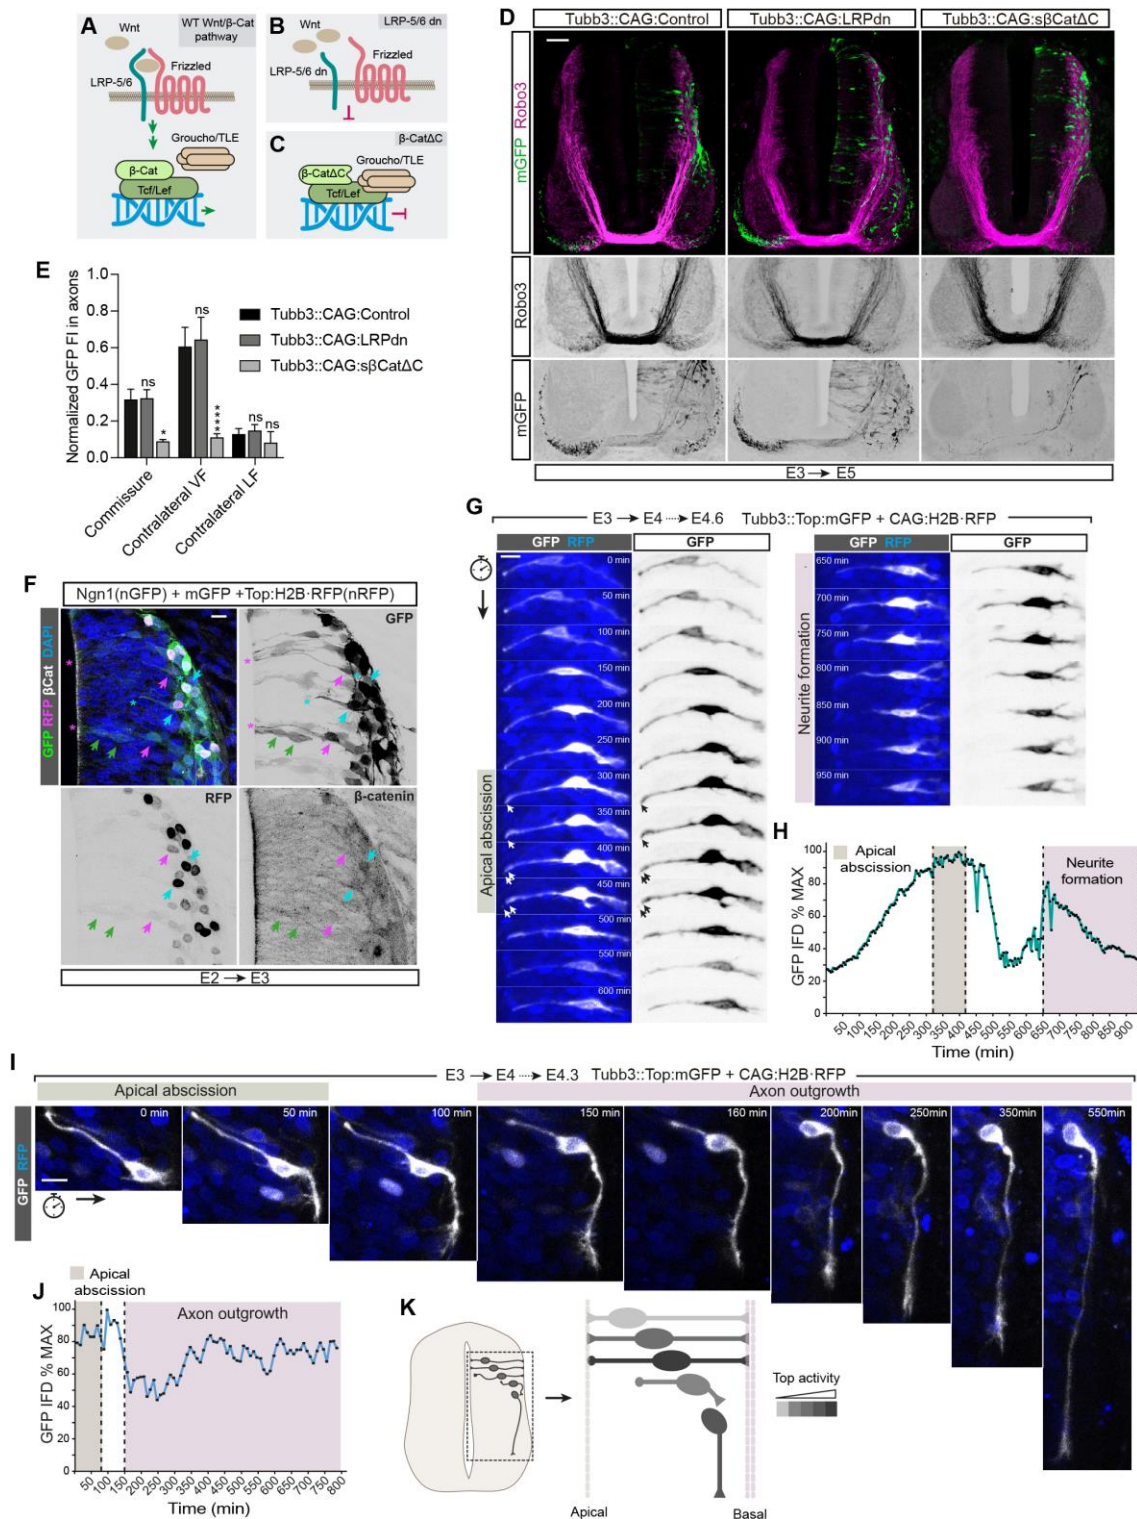 A
WT Wnt/β-Cat
pathway
Wnt
LRP-5/6
Frizzled
Groucho/TLE
β-Cat
Tcf/Lef
B
LRP-5/6 dn
Wnt
Frizzled
LRP-5/6 dn
C
β-CatΔC
Groucho/TLE
β-CatΔC
Tcf/Lef
D
Tubb3::CAG:Control
Tubb3::CAG:LRPdn
Tubb3::CAG:sβCatΔC
mGFP Robo3
Robo3
mGFP
E3 → E5
E
Normalized GFP FI in axons
1.0
0.8
0.6
0.4
0.2
0.0
ns
*
ns
****
ns
ns
Tubb3::CAG:Control
Tubb3::CAG:LRPdn
Tubb3::CAG:sβCatΔC
Commissure
Contralateral VF
Contralateral LF
F
Ngn1(nGFP) + mGFP +Top:H2B·RFP(nRFP)
GFP RFP βCat DAPI
GFP
RFP
β-catenin
* * * * * *
E2 → E3
G
E3 → E4 ····> E4.6 Tubb3::Top:mGFP + CAG:H2B·RFP
GFP RFP
GFP
0 min
50 min
100 min
150 min
200 min
250 min
300 min
350 min
400 min
450 min
500 min
550 min
600 min
Apical abscission
GFP RFP
GFP
650 min
700 min
750 min
800 min
850 min
900 min
950 min
Neurite formation
H
Apical
abscission
Neurite
formation
GFP IFD % MAX
100
80
60
40
20
0
50 100 150 200 250 300 350 400 450 500 550 600 650 700 750 800 850 900
Time (min)
I
E3 → E4 ····> E4.3 Tubb3::Top:mGFP + CAG:H2B·RFP
Apical abscission
Axon outgrowth
GFP RFP
0 min
50 min
100 min
150 min
160 min
200min
250min
350min
550min
J
Apical
abscission
Axon outgrowth
GFP IFD % MAX
100
80
60
40
20
0
50 100 150 200 250 300 350 400 450 500 550 600 650 700 750 800
Time (min)
K
Top activity
Apical
Basal